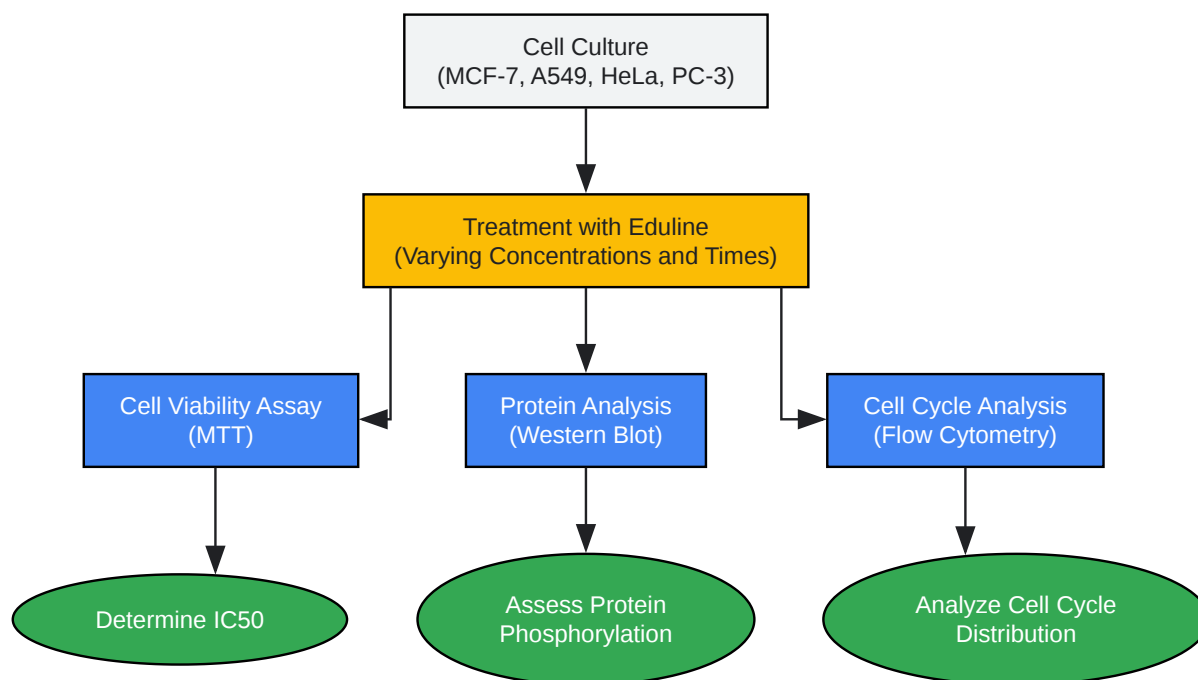 Cell Culture
(MCF-7, A549, HeLa, PC-3)
Treatment with Eduline
(Varying Concentrations and Times)
Cell Viability Assay
(MTT)
Protein Analysis
(Western Blot)
Cell Cycle Analysis
(Flow Cytometry)
Determine IC50
Assess Protein
Phosphorylation
Analyze Cell Cycle
Distribution